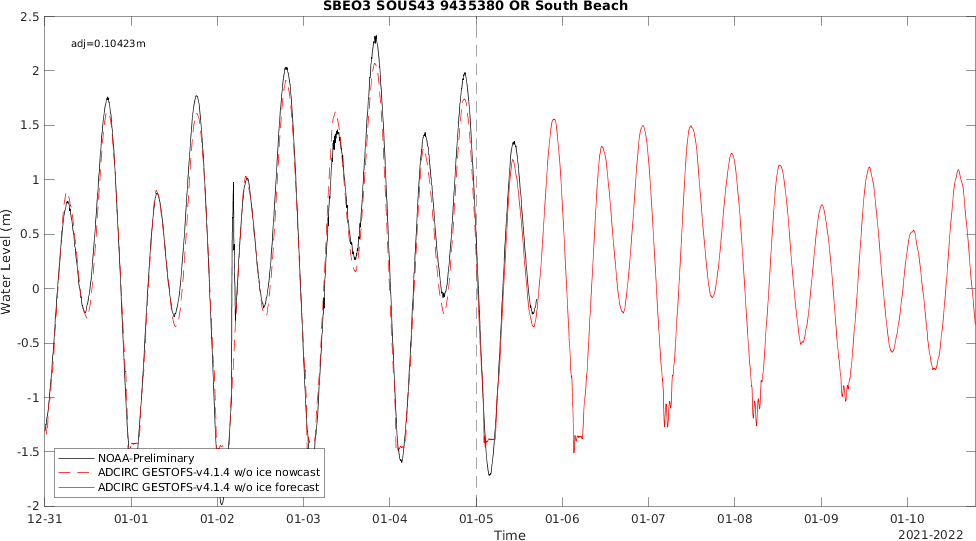 SBEO3 SOUS43 9435380 OR South Beach
adj=0.10423m
2.5
2
1.5
1
0.5
0
-0.5
-1
-1.5
-2
Water Level (m)
NOAA-Preliminary
ADCIRC GESTOFS-v4.1.4 w/o ice nowcast
ADCIRC GESTOFS-v4.1.4 w/o ice forecast
12-31 01-01 01-02 01-03 01-04 01-05 01-06 01-07 01-08 01-09 01-10
Time
2021-2022